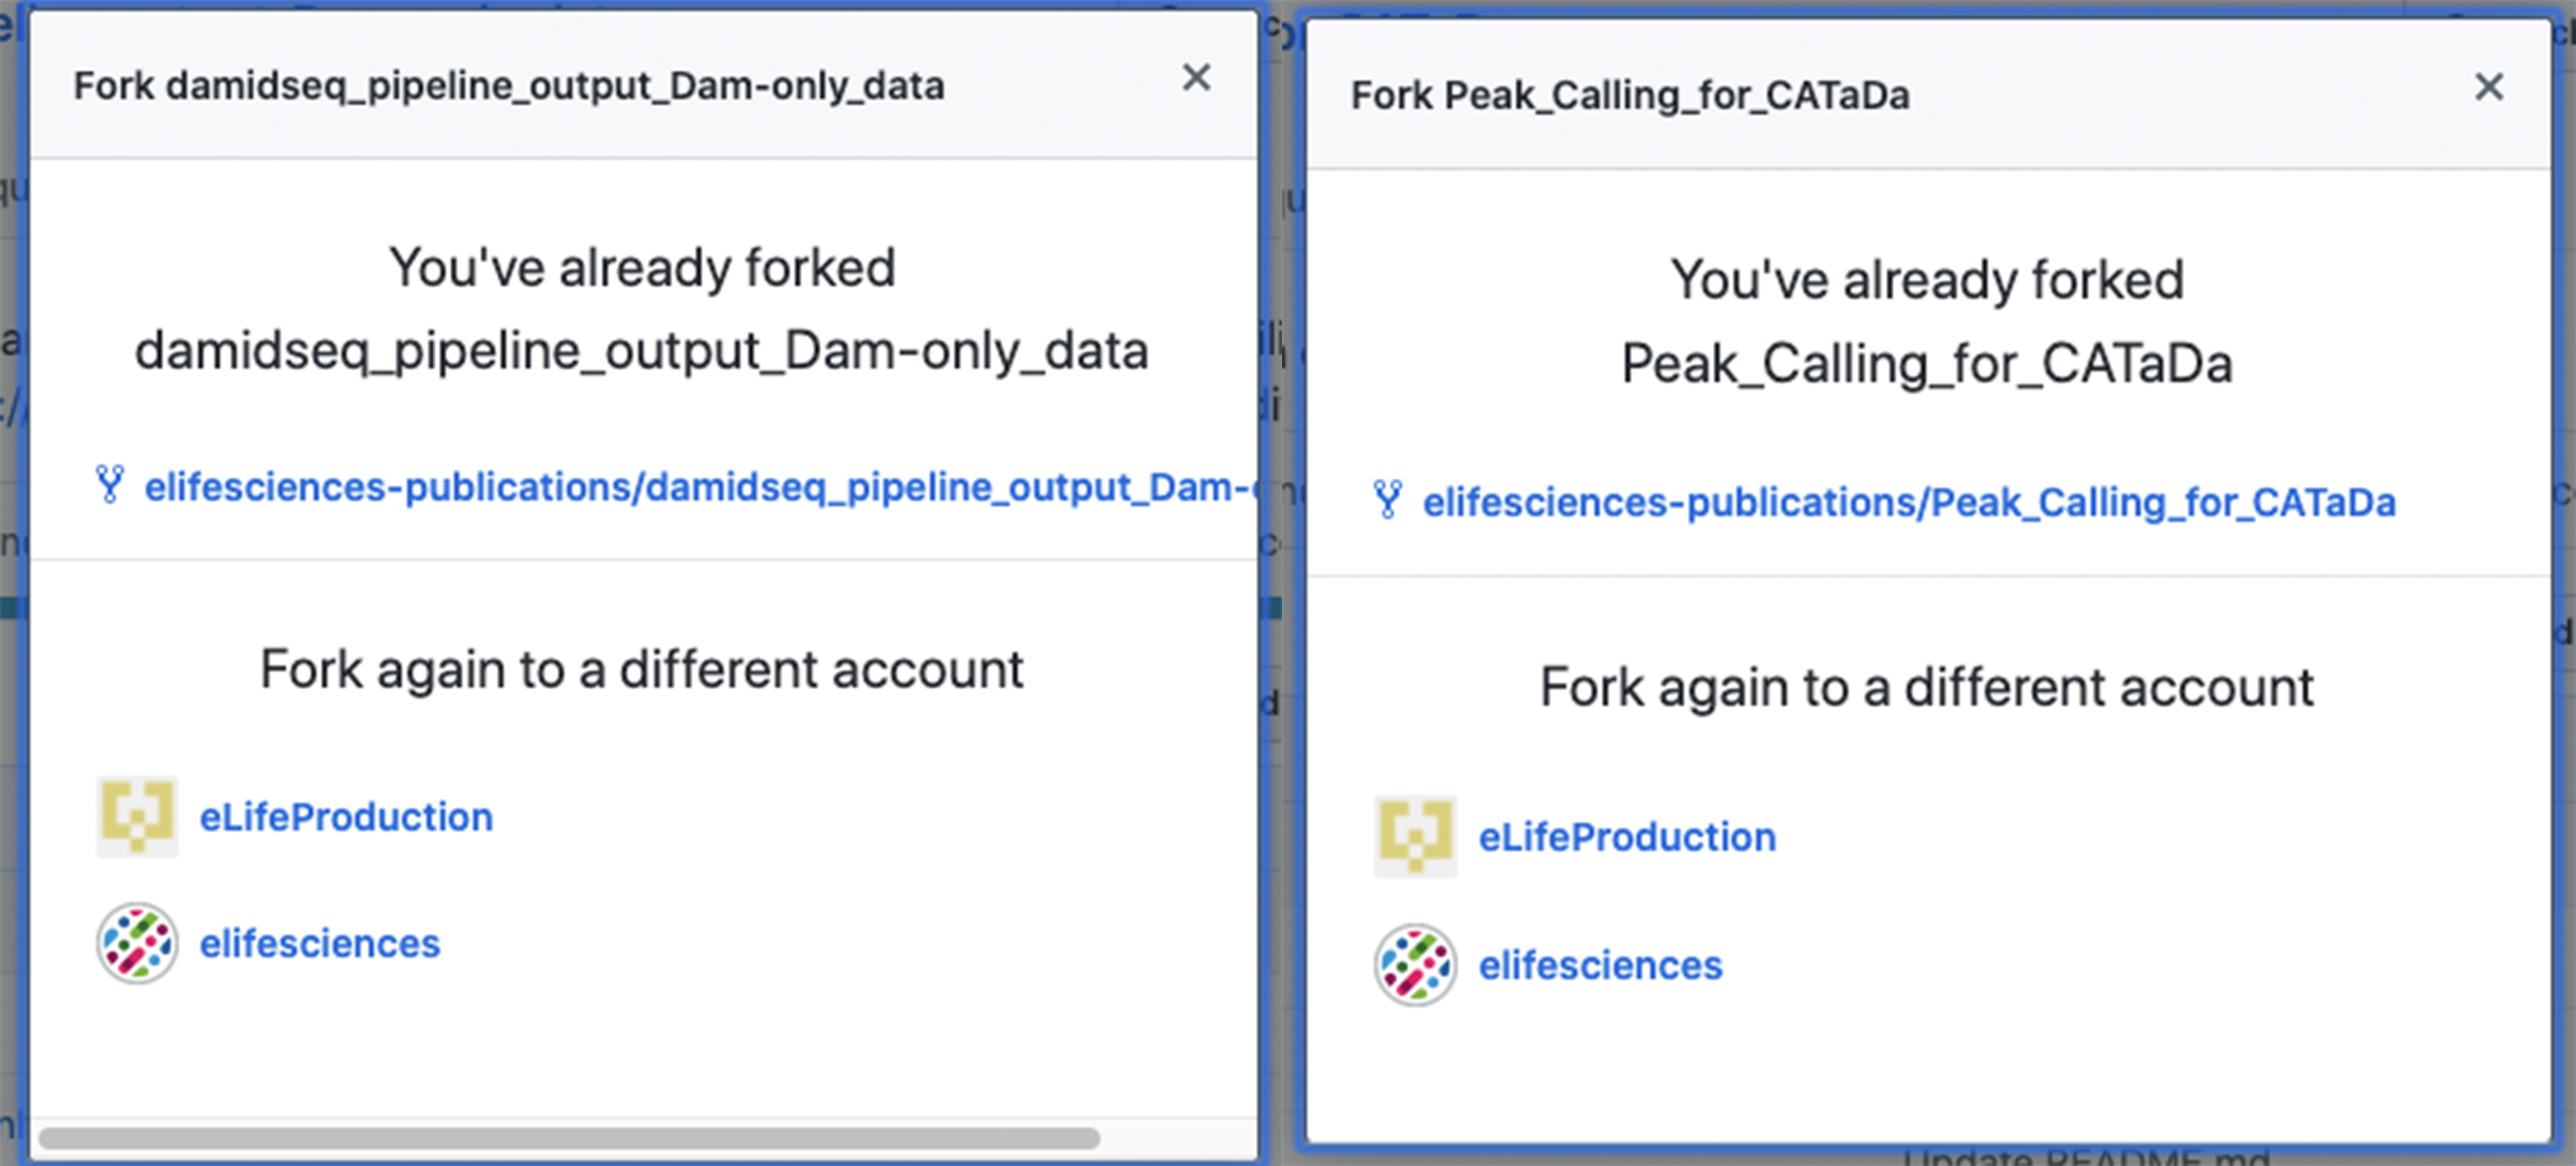 Fork damidseq_pipeline_output_Dam-only_data
You've already forked
damidseq_pipeline_output_Dam-only_data
elifesciences-publications/damidseq_pipeline_output_Dam-
Fork again to a different account
eLifeProduction
elifesciences
Fork Peak_Calling_for_CATaDa
You've already forked
Peak_Calling_for_CATaDa
elifesciences-publications/Peak_Calling_for_CATaDa
Fork again to a different account
eLifeProduction
elifesciences
Update README.md